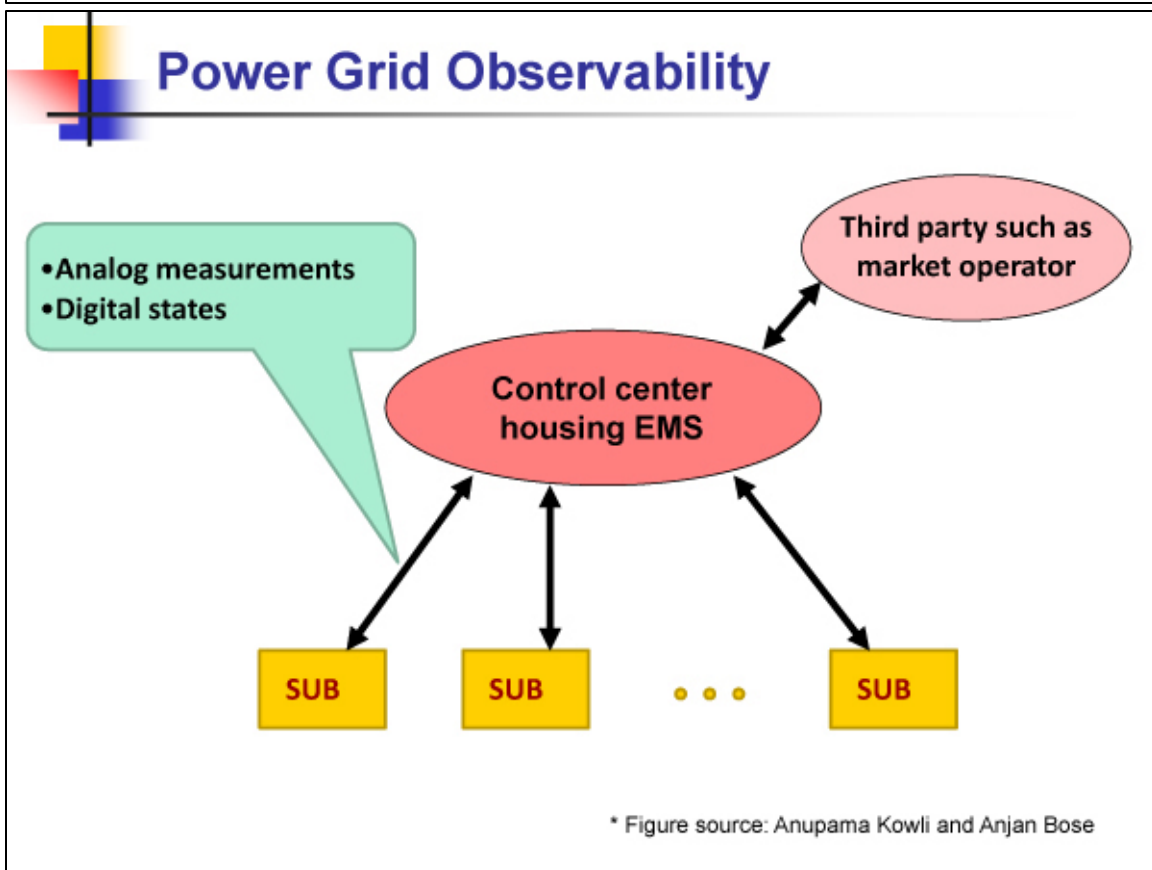 Power Grid Observability
Third party such as
market operator
•Analog measurements
•Digital states
Control center
housing EMS
SUB
SUB
SUB
* Figure source: Anupama Kowli and Anjan Bose